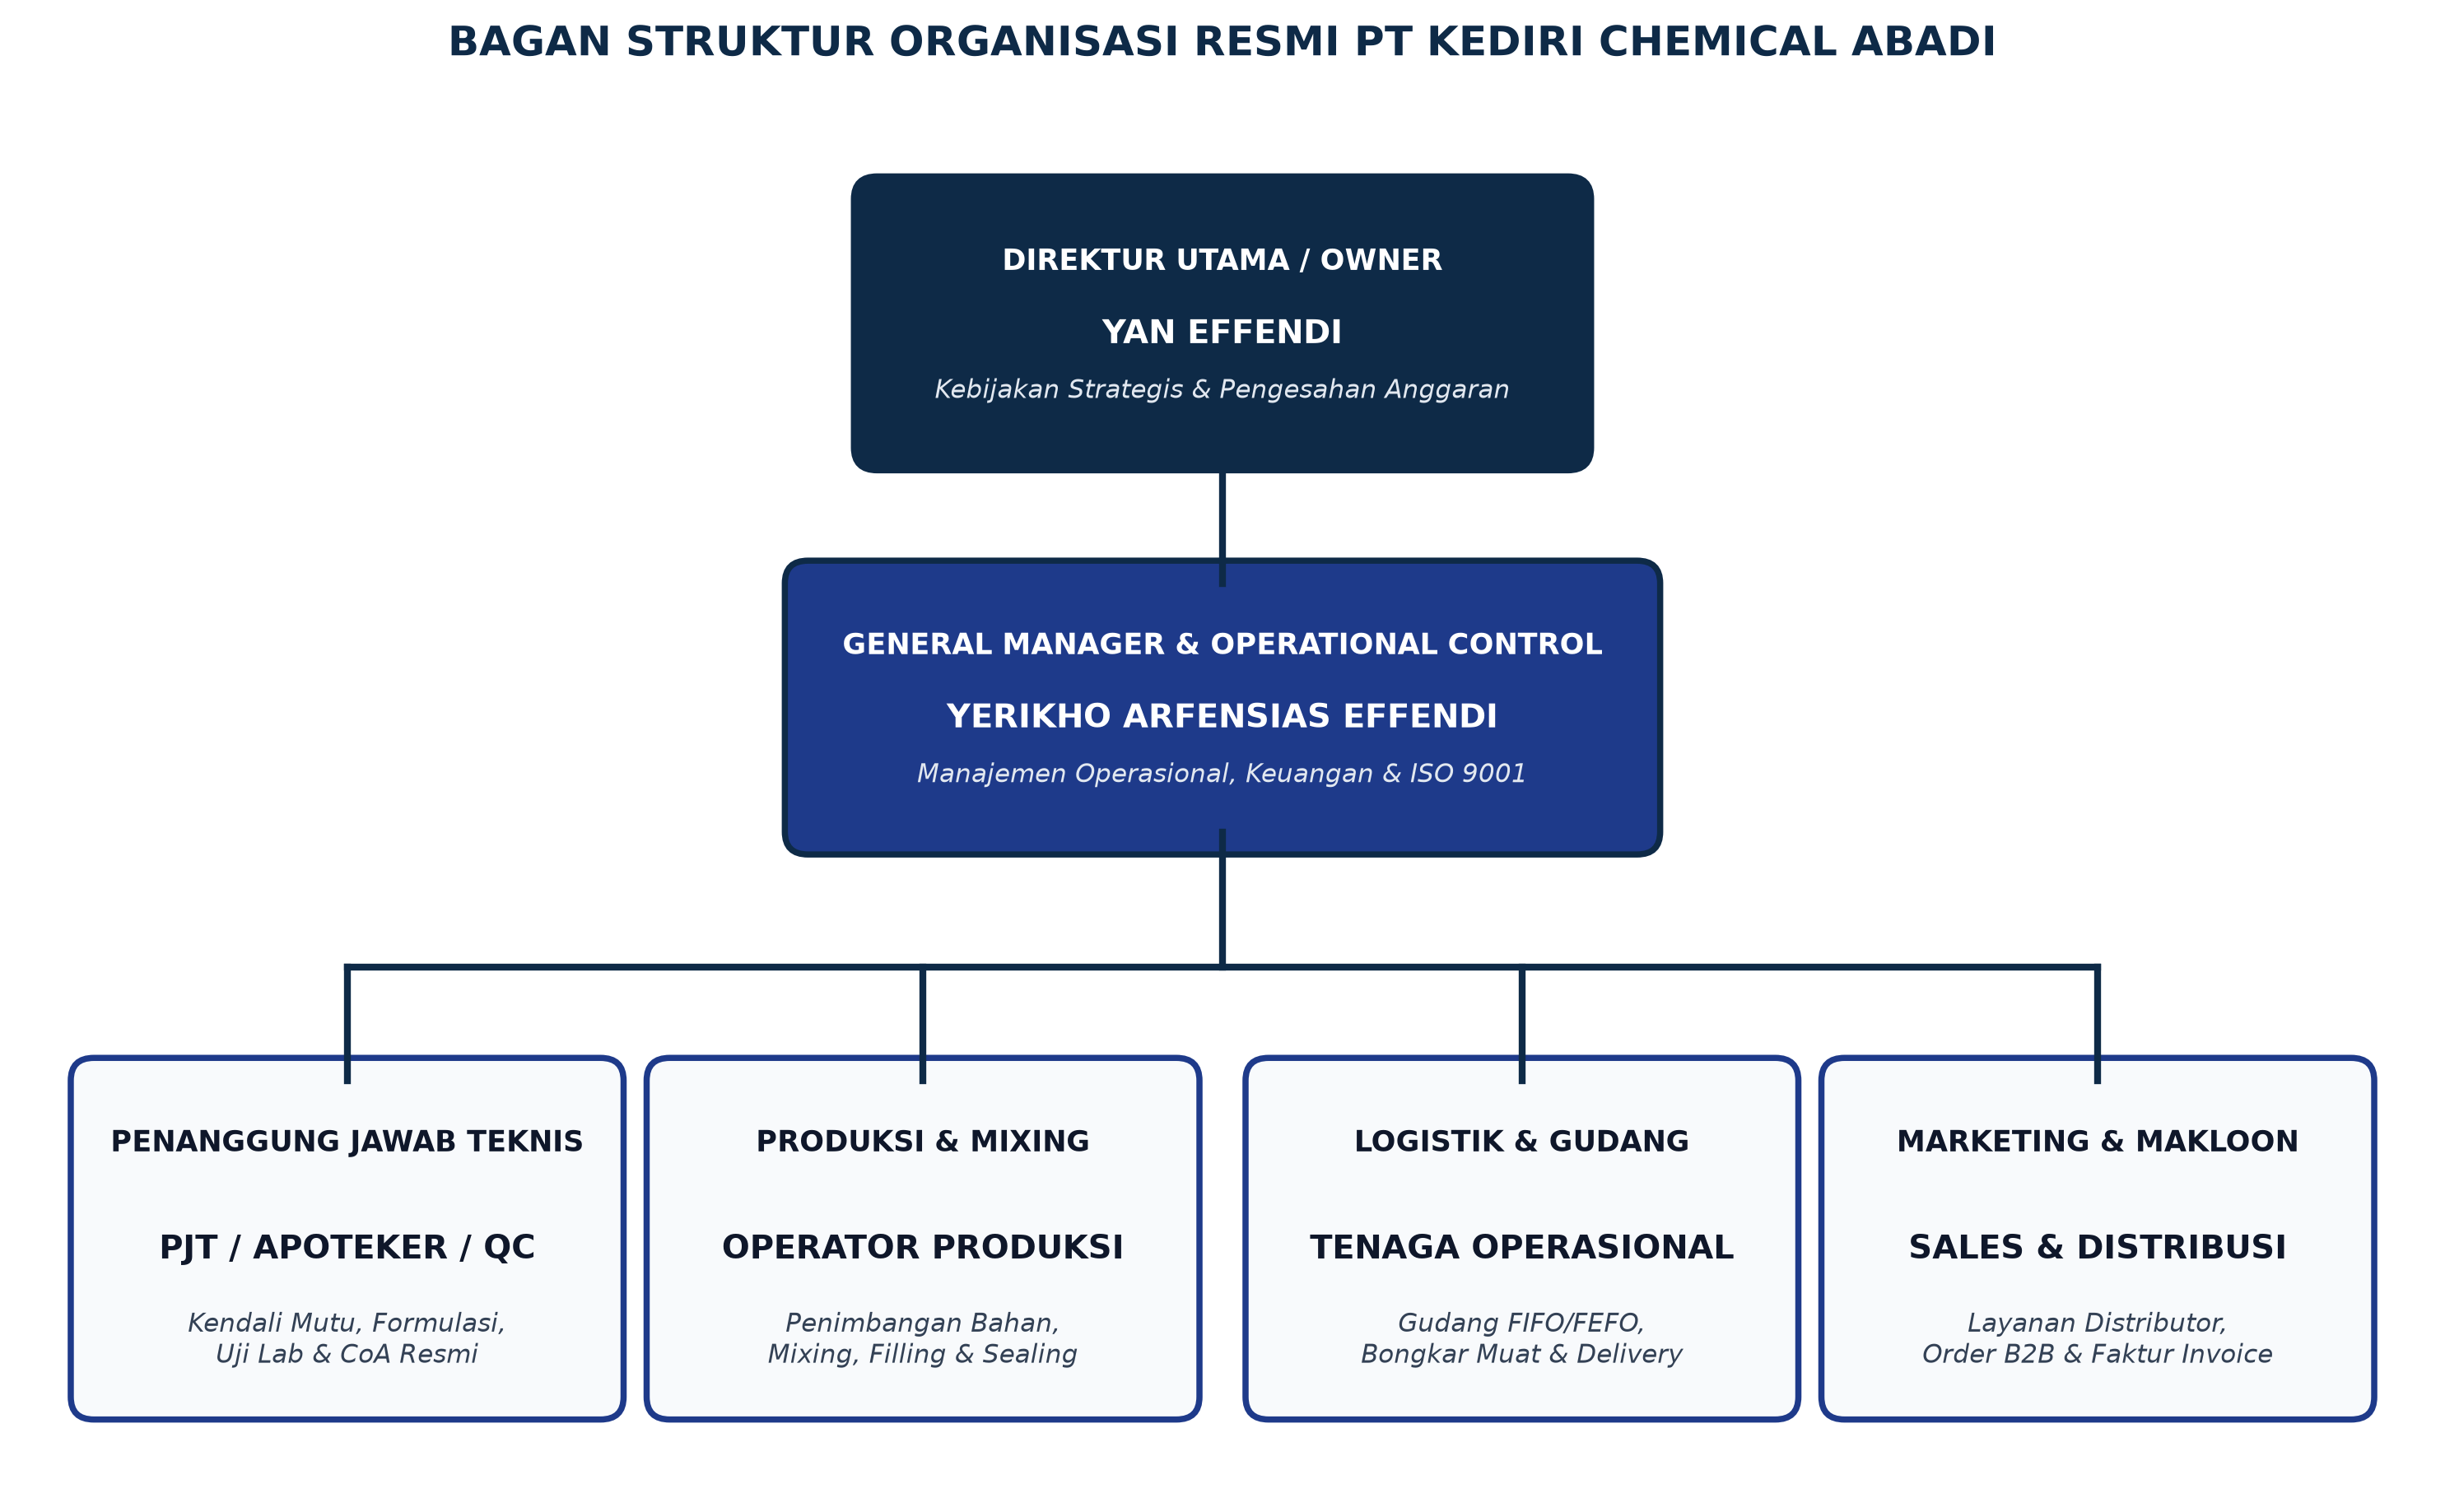 BAGAN STRUKTUR ORGANISASI RESMI PT KEDIRI CHEMICAL ABADI
DIREKTUR UTAMA / OWNER
YAN EFFENDI
Kebijakan Strategis & Pengesahan Anggaran
GENERAL MANAGER & OPERATIONAL CONTROL
YERIKHO ARFENSIAS EFFENDI
Manajemen Operasional, Keuangan & ISO 9001
PENANGGUNG JAWAB TEKNIS
PJT / APOTEKER / QC
Kendali Mutu, Formulasi,
Uji Lab & CoA Resmi
PRODUKSI & MIXING
OPERATOR PRODUKSI
Penimbangan Bahan,
Mixing, Filling & Sealing
LOGISTIK & GUDANG
TENAGA OPERASIONAL
Gudang FIFO/FEFO,
Bongkar Muat & Delivery
MARKETING & MAKLOON
SALES & DISTRIBUSI
Layanan Distributor,
Order B2B & Faktur Invoice